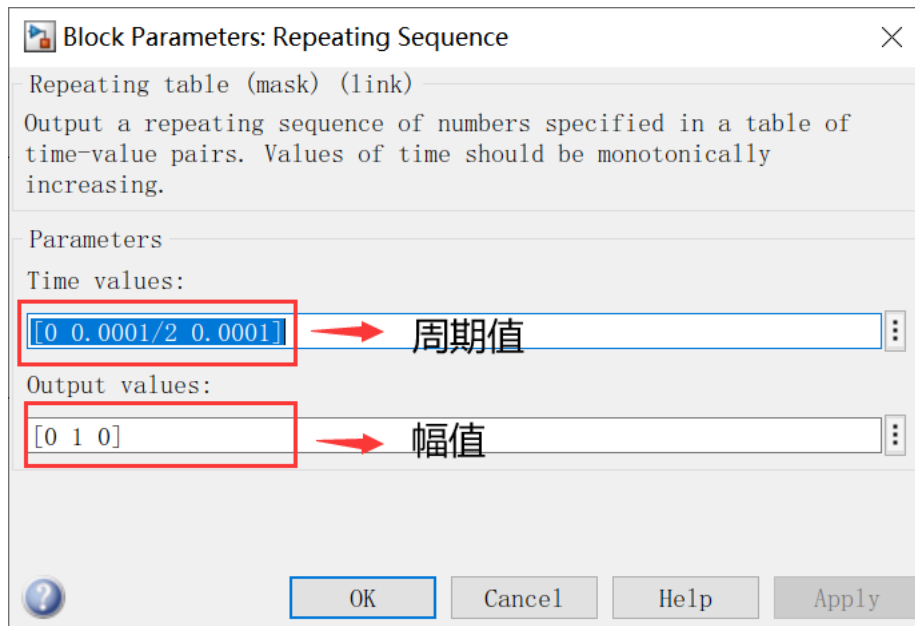 Block Parameters: Repeating Sequence
Repeating table (mask) (link)
Output a repeating sequence of numbers specified in a table of
time-value pairs. Values of time should be monotonically
increasing.
Parameters
Time values:
[0 0.0001/2 0.0001]
周期值
Output values:
[0 1 0]
幅值
OK
Cancel
Help
Apply